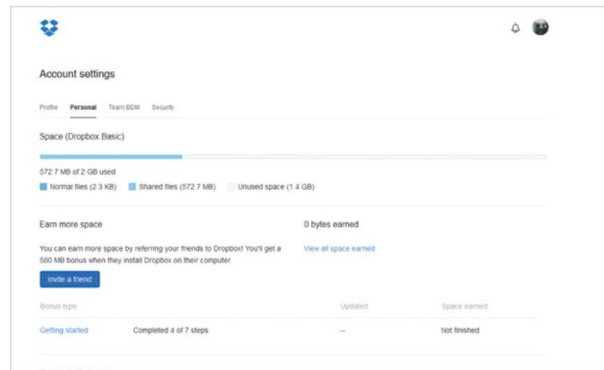 Account settings
Profile Personal Team BDM Security
Space (Dropbox Basic)
572.7 MB of 2 GB used
Normal files (2.3 KB) Shared files (572.7 MB) Unused space (1.4 GB)
Earn more space 0 bytes earned
You can earn more space by referring your friends to Dropbox! You'll get a View all space earned
500 MB bonus when they install Dropbox on their computer.
Invite a friend
Bonus type Updated Space earned
Getting started Completed 4 of 7 steps -- Not finished